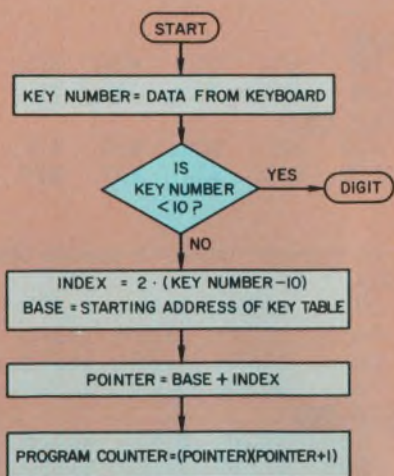 START
KEY NUMBER = DATA FROM KEYBOARD
IS
KEY NUMBER
<10 ?
YES
DIGIT
NO
INDEX = 2 · (KEY NUMBER-10)
BASE = STARTING ADDRESS OF KEY TABLE
POINTER = BASE + INDEX
PROGRAM COUNTER=(POINTER)(POINTER+1)